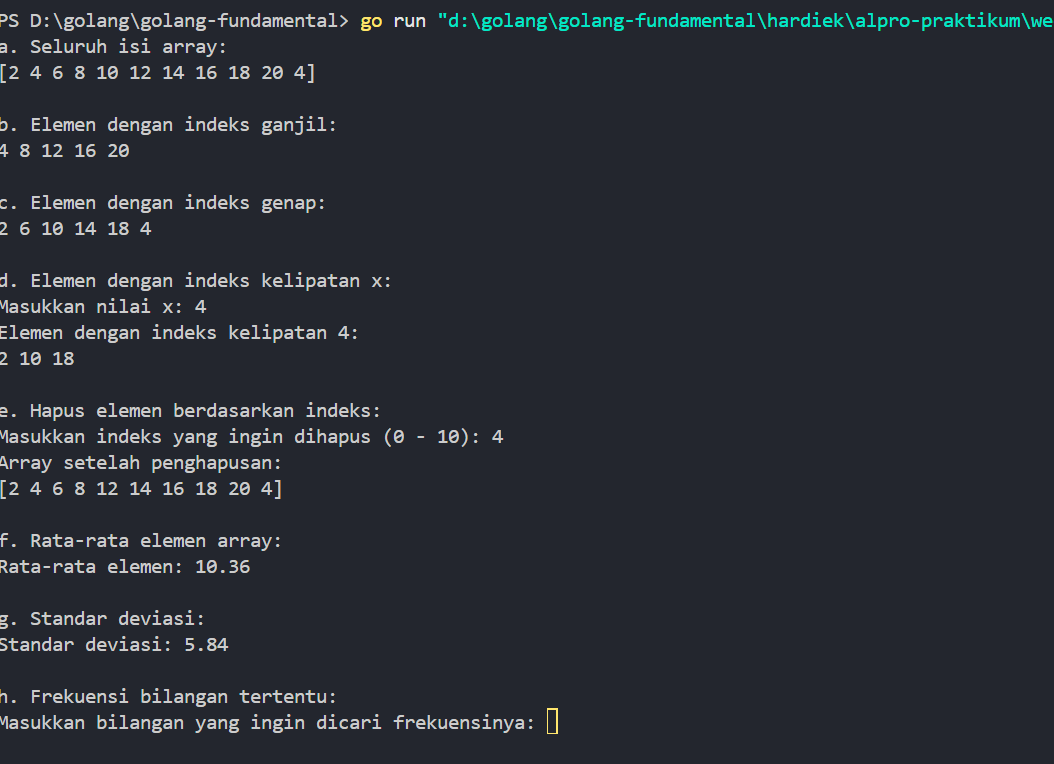 PS D:\golang\golang-fundamental> go run "d:\golang\golang-fundamental\hardiek\alpro-praktikum\we
a. Seluruh isi array:
[2 4 6 8 10 12 14 16 18 20 4]
b. Elemen dengan indeks ganjil:
4 8 12 16 20
c. Elemen dengan indeks genap:
2 6 10 14 18 4
d. Elemen dengan indeks kelipatan x:
Masukkan nilai x: 4
Elemen dengan indeks kelipatan 4:
2 10 18
e. Hapus elemen berdasarkan indeks:
Masukkan indeks yang ingin dihapus (0 - 10): 4
Array setelah penghapusan:
[2 4 6 8 12 14 16 18 20 4]
f. Rata-rata elemen array:
Rata-rata elemen: 10.36
g. Standar deviasi:
Standar deviasi: 5.84
h. Frekuensi bilangan tertentu:
Masukkan bilangan yang ingin dicari frekuensinya: